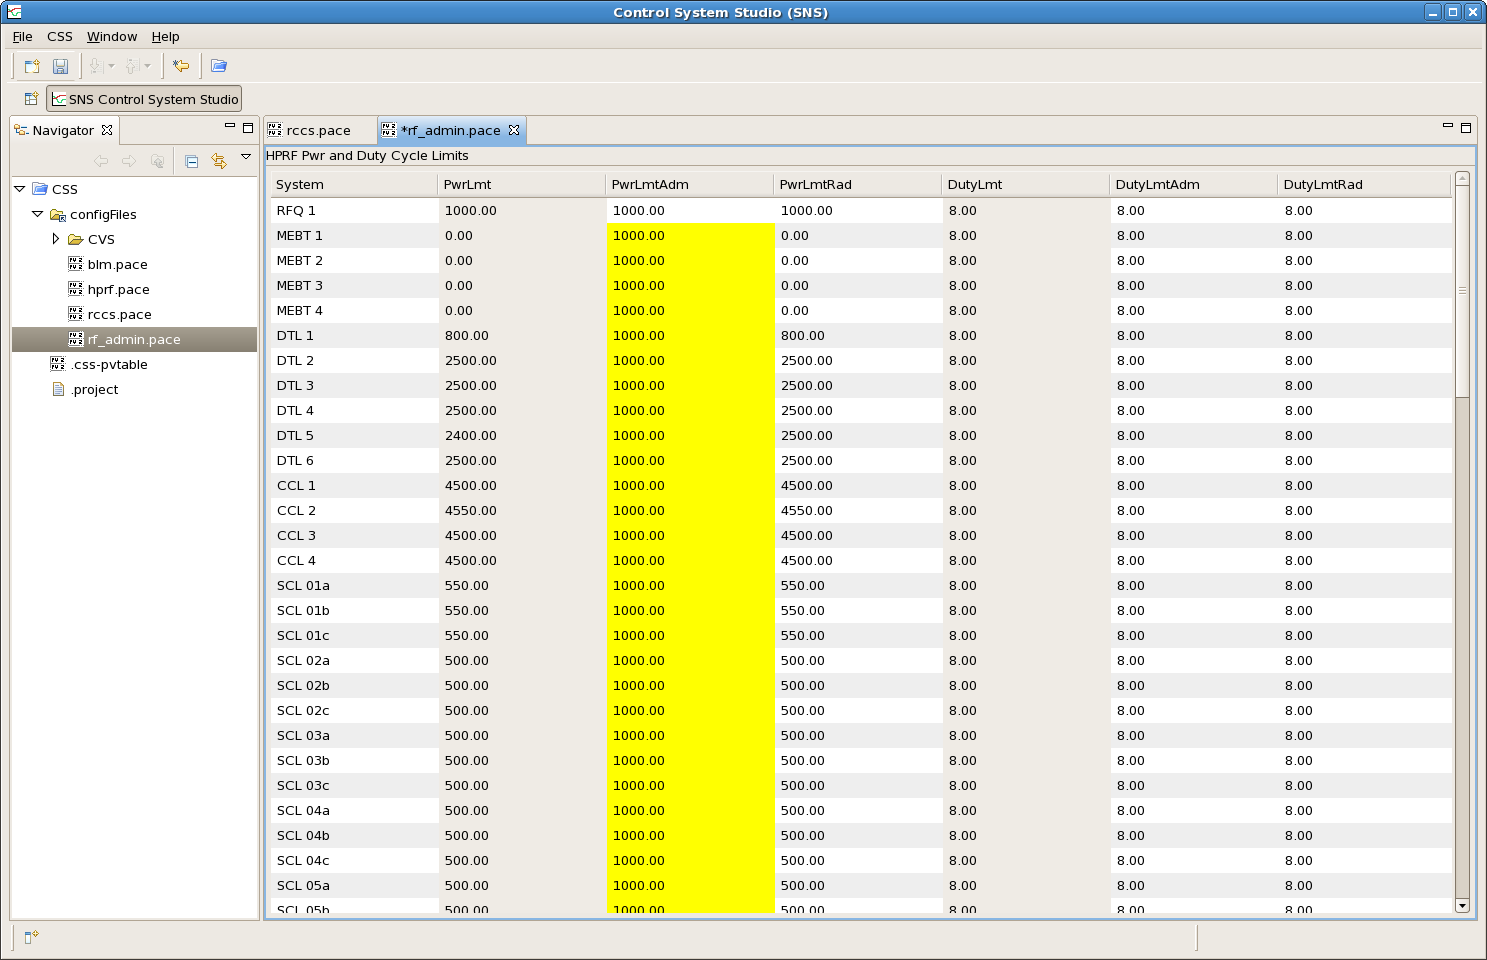 Control System Studio (SNS)
File CSS Window Help
SNS Control System Studio
Navigator
rccs.pace *rf_admin.pace
CSS
configFiles
CVS
blm.pace
hprf.pace
rccs.pace
rf_admin.pace
.css-pvtable
.project
HPRF Pwr and Duty Cycle Limits
System PwrLmt PwrLmtAdm PwrLmtRad DutyLmt DutyLmtAdm DutyLmtRad
RFQ 1 1000.00 1000.00 1000.00 8.00 8.00 8.00
MEBT 1 0.00 1000.00 0.00 8.00 8.00 8.00
MEBT 2 0.00 1000.00 0.00 8.00 8.00 8.00
MEBT 3 0.00 1000.00 0.00 8.00 8.00 8.00
MEBT 4 0.00 1000.00 0.00 8.00 8.00 8.00
DTL 1 800.00 1000.00 800.00 8.00 8.00 8.00
DTL 2 2500.00 1000.00 2500.00 8.00 8.00 8.00
DTL 3 2500.00 1000.00 2500.00 8.00 8.00 8.00
DTL 4 2500.00 1000.00 2500.00 8.00 8.00 8.00
DTL 5 2400.00 1000.00 2500.00 8.00 8.00 8.00
DTL 6 2500.00 1000.00 2500.00 8.00 8.00 8.00
CCL 1 4500.00 1000.00 4500.00 8.00 8.00 8.00
CCL 2 4550.00 1000.00 4550.00 8.00 8.00 8.00
CCL 3 4500.00 1000.00 4500.00 8.00 8.00 8.00
CCL 4 4500.00 1000.00 4500.00 8.00 8.00 8.00
SCL 01a 550.00 1000.00 550.00 8.00 8.00 8.00
SCL 01b 550.00 1000.00 550.00 8.00 8.00 8.00
SCL 01c 550.00 1000.00 550.00 8.00 8.00 8.00
SCL 02a 500.00 1000.00 500.00 8.00 8.00 8.00
SCL 02b 500.00 1000.00 500.00 8.00 8.00 8.00
SCL 02c 500.00 1000.00 500.00 8.00 8.00 8.00
SCL 03a 500.00 1000.00 500.00 8.00 8.00 8.00
SCL 03b 500.00 1000.00 500.00 8.00 8.00 8.00
SCL 03c 500.00 1000.00 500.00 8.00 8.00 8.00
SCL 04a 500.00 1000.00 500.00 8.00 8.00 8.00
SCL 04b 500.00 1000.00 500.00 8.00 8.00 8.00
SCL 04c 500.00 1000.00 500.00 8.00 8.00 8.00
SCL 05a 500.00 1000.00 500.00 8.00 8.00 8.00
SCL 05b 500.00 1000.00 500.00 8.00 8.00 8.00